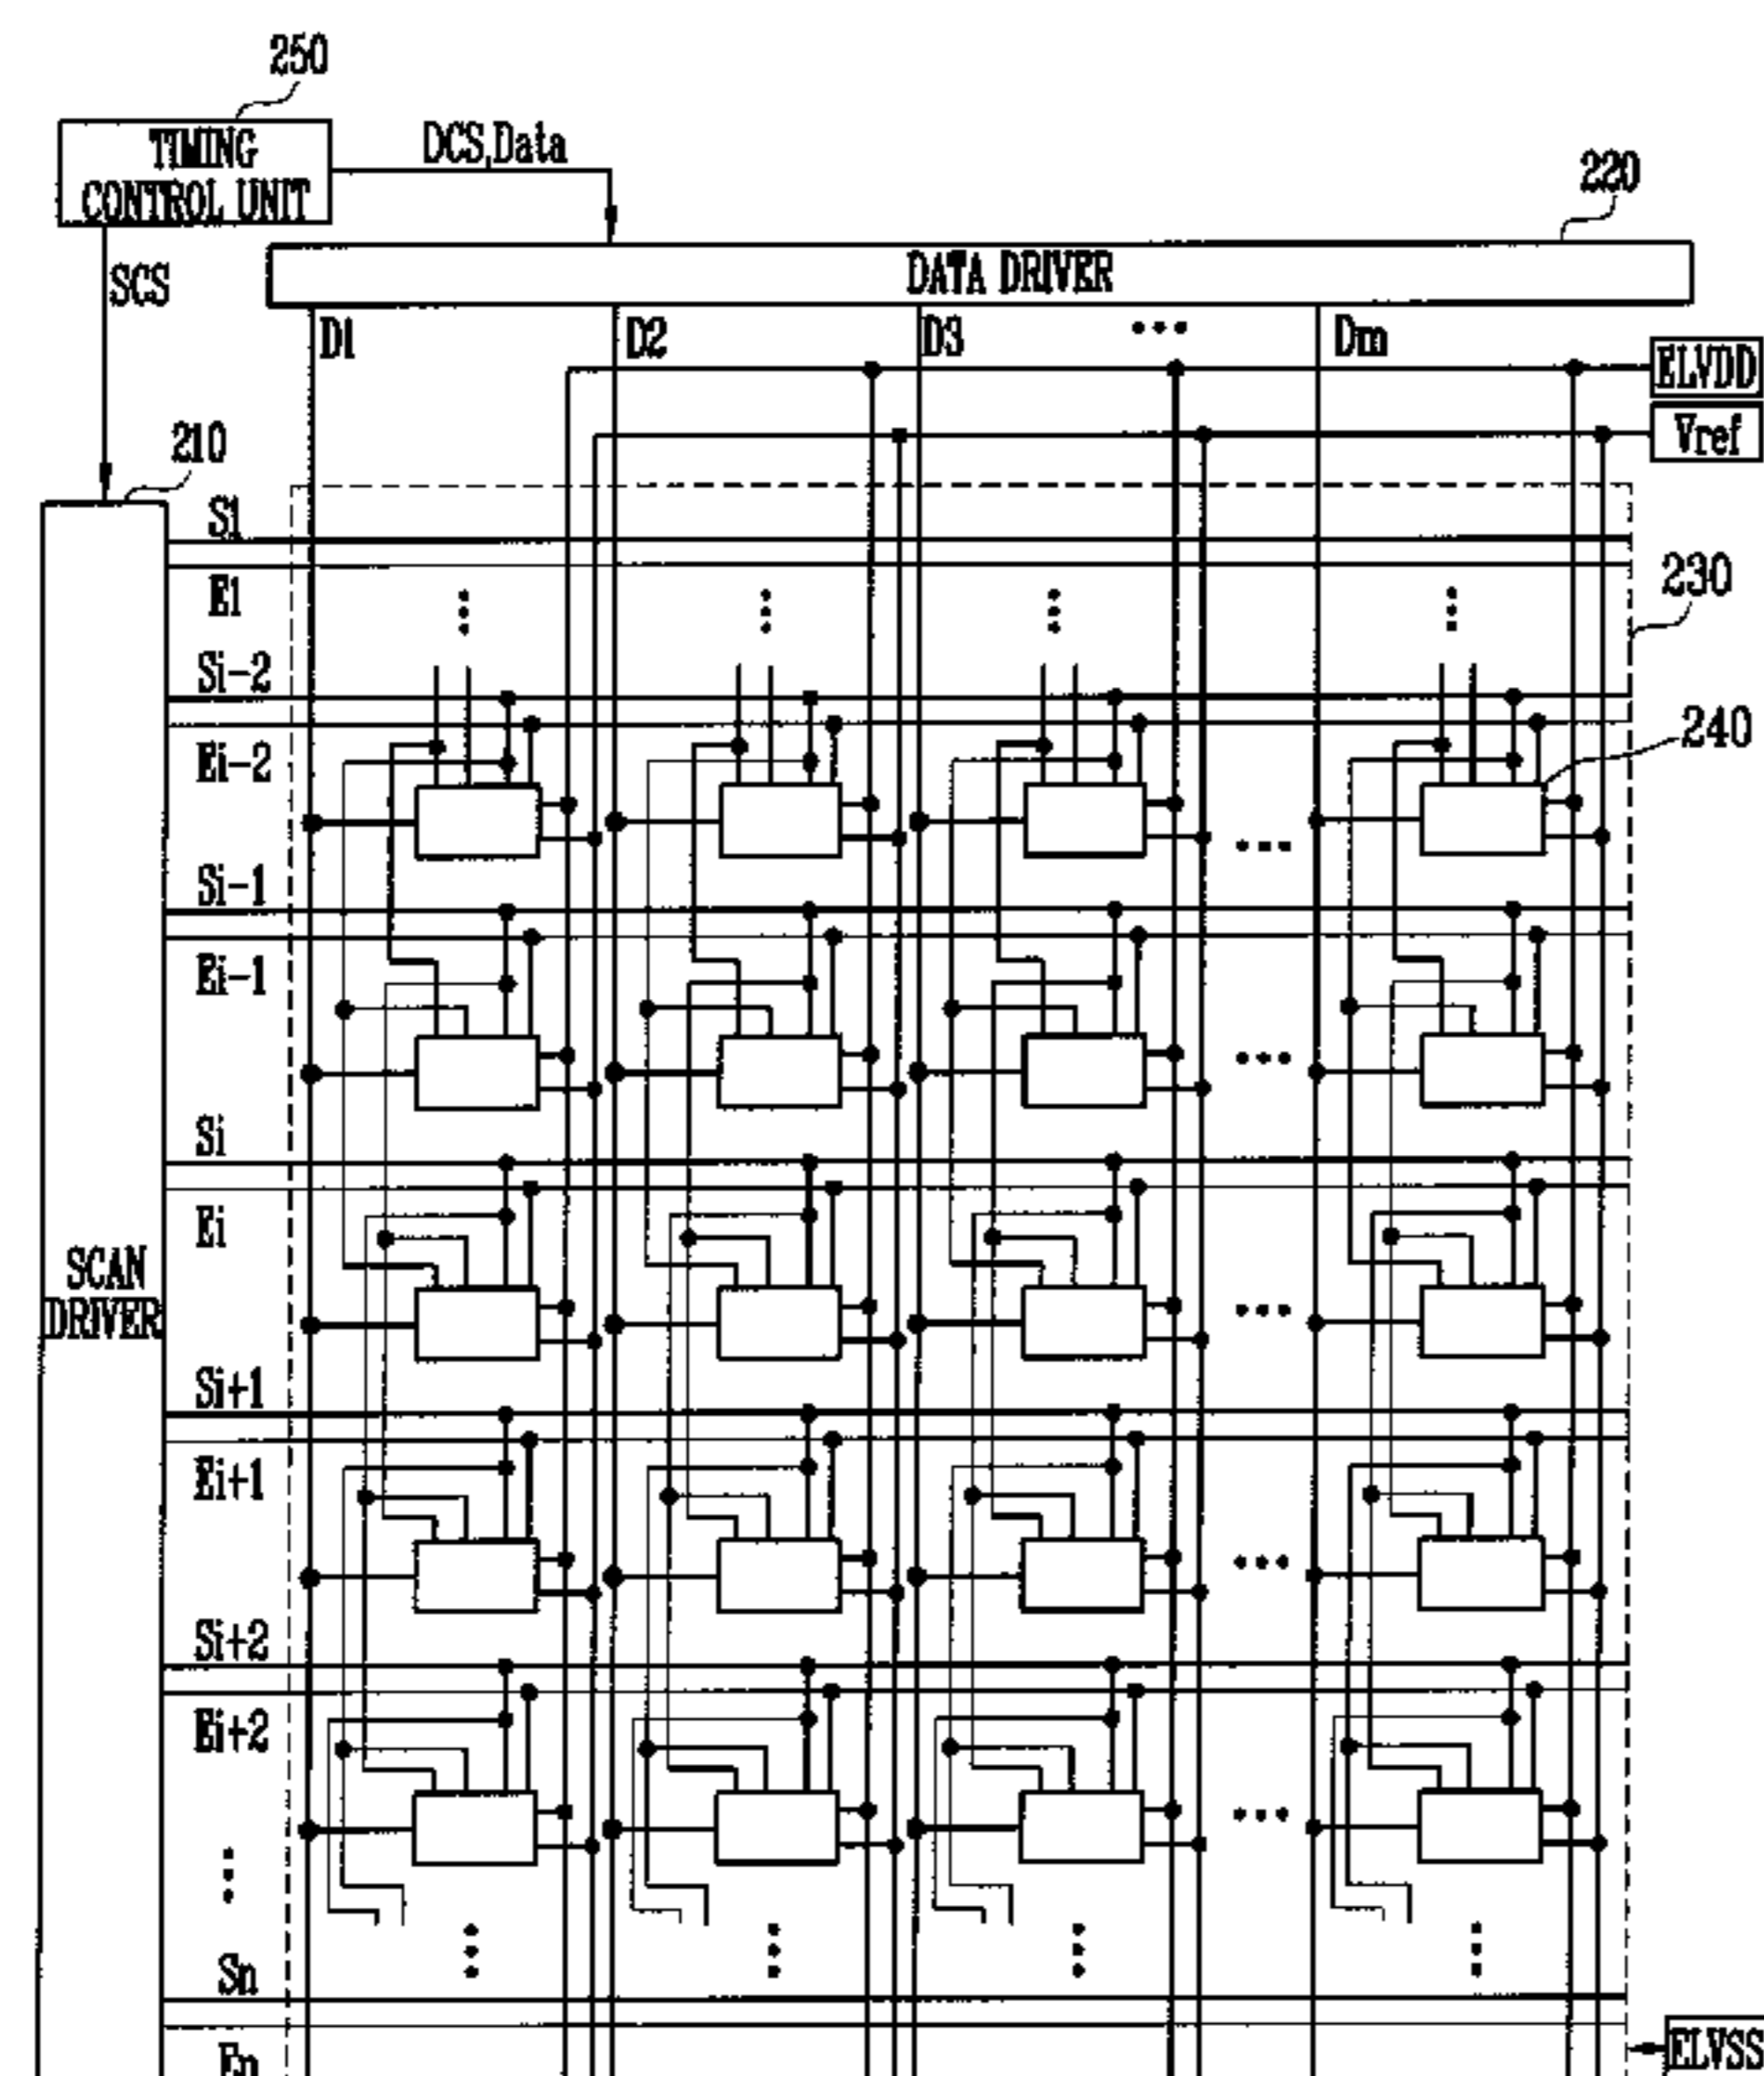 250
TIMING
CONTROL UNIT
DCS,Data
220
SCS
DATA DRIVER
D1
D2
D3
...
Dm
ELVDD
Vref
210
S1
E1
230
Si-2
Ei-2
240
Si-1
Ei-1
Si
Ei
SCAN
DRIVER
Si+1
Ei+1
Si+2
Ei+2
Sn
En
ELVSS